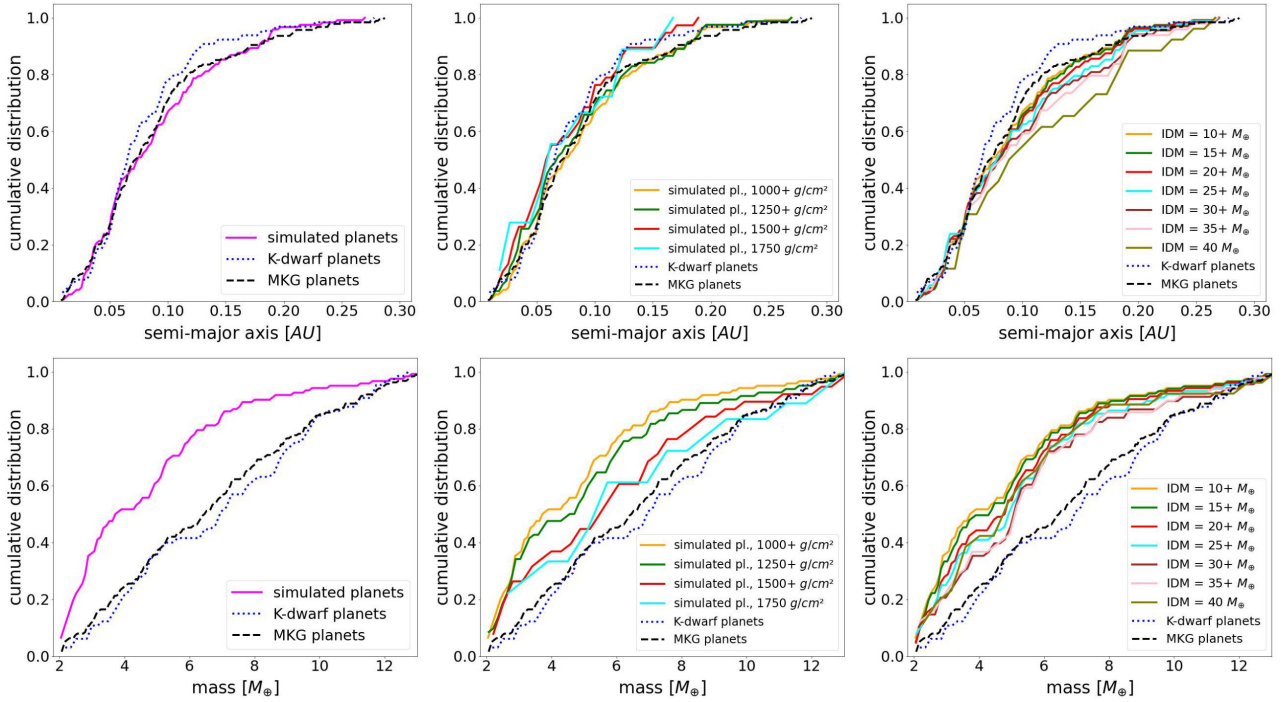 cumulative distribution
1.0
0.8
0.6
0.4
0.2
0.0
simulated planets
K-dwarf planets
MKG planets
0.05 0.10 0.15 0.20 0.25 0.30
semi-major axis [AU]
cumulative distribution
1.0
0.8
0.6
0.4
0.2
0.0
simulated pl., 1000+ g/cm²
simulated pl., 1250+ g/cm²
simulated pl., 1500+ g/cm²
simulated pl., 1750 g/cm²
K-dwarf planets
MKG planets
0.05 0.10 0.15 0.20 0.25 0.30
semi-major axis [AU]
cumulative distribution
1.0
0.8
0.6
0.4
0.2
0.0
IDM = 10+ M⊕
IDM = 15+ M⊕
IDM = 20+ M⊕
IDM = 25+ M⊕
IDM = 30+ M⊕
IDM = 35+ M⊕
IDM = 40 M⊕
K-dwarf planets
MKG planets
0.05 0.10 0.15 0.20 0.25 0.30
semi-major axis [AU]
cumulative distribution
1.0
0.8
0.6
0.4
0.2
0.0
simulated planets
K-dwarf planets
MKG planets
2 4 6 8 10 12
mass [M⊕]
cumulative distribution
1.0
0.8
0.6
0.4
0.2
0.0
simulated pl., 1000+ g/cm²
simulated pl., 1250+ g/cm²
simulated pl., 1500+ g/cm²
simulated pl., 1750 g/cm²
K-dwarf planets
MKG planets
2 4 6 8 10 12
mass [M⊕]
cumulative distribution
1.0
0.8
0.6
0.4
0.2
0.0
IDM = 10+ M⊕
IDM = 15+ M⊕
IDM = 20+ M⊕
IDM = 25+ M⊕
IDM = 30+ M⊕
IDM = 35+ M⊕
IDM = 40 M⊕
K-dwarf planets
MKG planets
2 4 6 8 10 12
mass [M⊕]